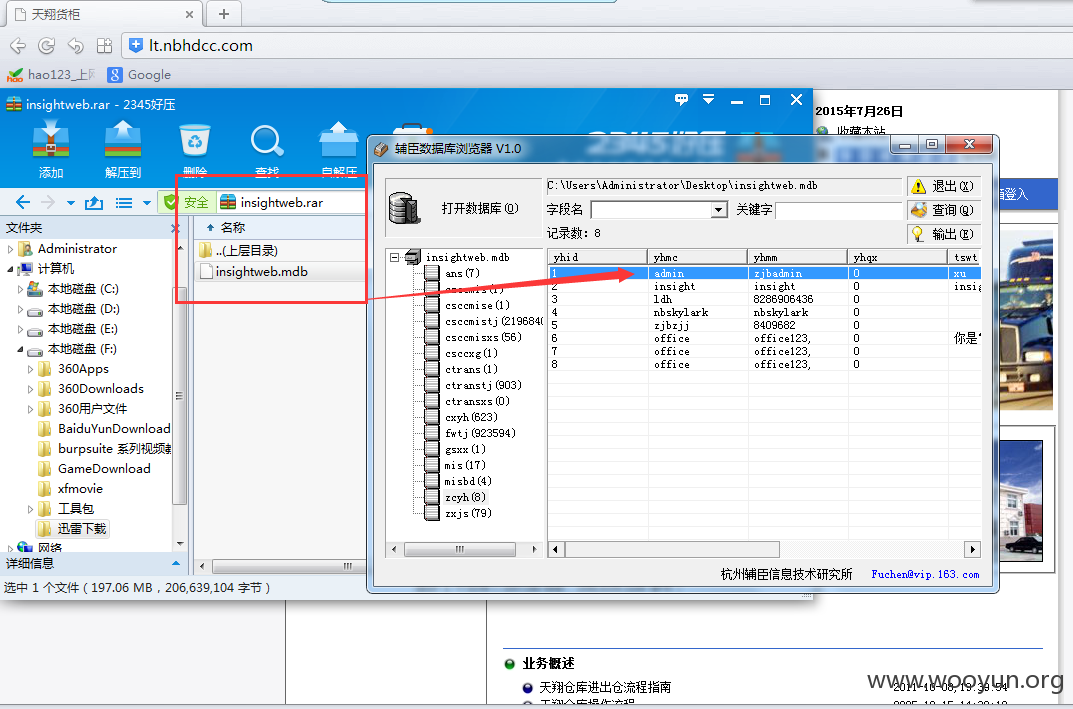 天翔货柜
lt.nbhdcc.com
hao123_上网
Google
insightweb.rar - 2345好压
添加
解压到
删除
查找
自解压
2015年7月26日
收藏本站
安全
insightweb.rar
文件夹
名称
Administrator
计算机
本地磁盘 (C:)
本地磁盘 (D:)
本地磁盘 (E:)
本地磁盘 (F:)
360Apps
360Downloads
360用户文件
BaiduYunDownload
burpsuite 系列视频
GameDownload
xfmovie
工具包
迅雷下载
网络
..(上层目录)
insightweb.mdb
详细信息
选中 1 个文件 ( 197.06 MB , 206,639,104 字节 )
辅臣数据库浏览器 V1.0
打开数据库(O)
C:\Users\Administrator\Desktop\insightweb.mdb
字段名
关键字
记录数: 8
退出(X)
查询(Q)
输出(E)
insightweb.mdb
ans(7)
csccmis(1)
csccmise(1)
csccmistj(219684
csccmisxs(56)
csccxg(1)
ctrans(1)
ctranstj(903)
ctransxs(0)
cxyh(623)
fwtj(923594)
gsxx(1)
mis(17)
misbd(4)
zcyh(8)
zxjs(79)
yhid yhmc yhmm yhqx tswt
1 admin zjbadmin 0 xu
2 insight insight 0 insi
3 ldh 8286906436 0
4 nbskylark nbskylark 0
5 zjbzjj 8409682 0
6 office office123, 0 你是
7 office office123, 0
8 office office123, 0
杭州辅臣信息技术研究所
Fuchen@vip.163.com
登入
业务概述
天翔仓库进出仓流程指南
2011-10-08,19:39:54
天翔仓库操作流程
www.wooyun.org